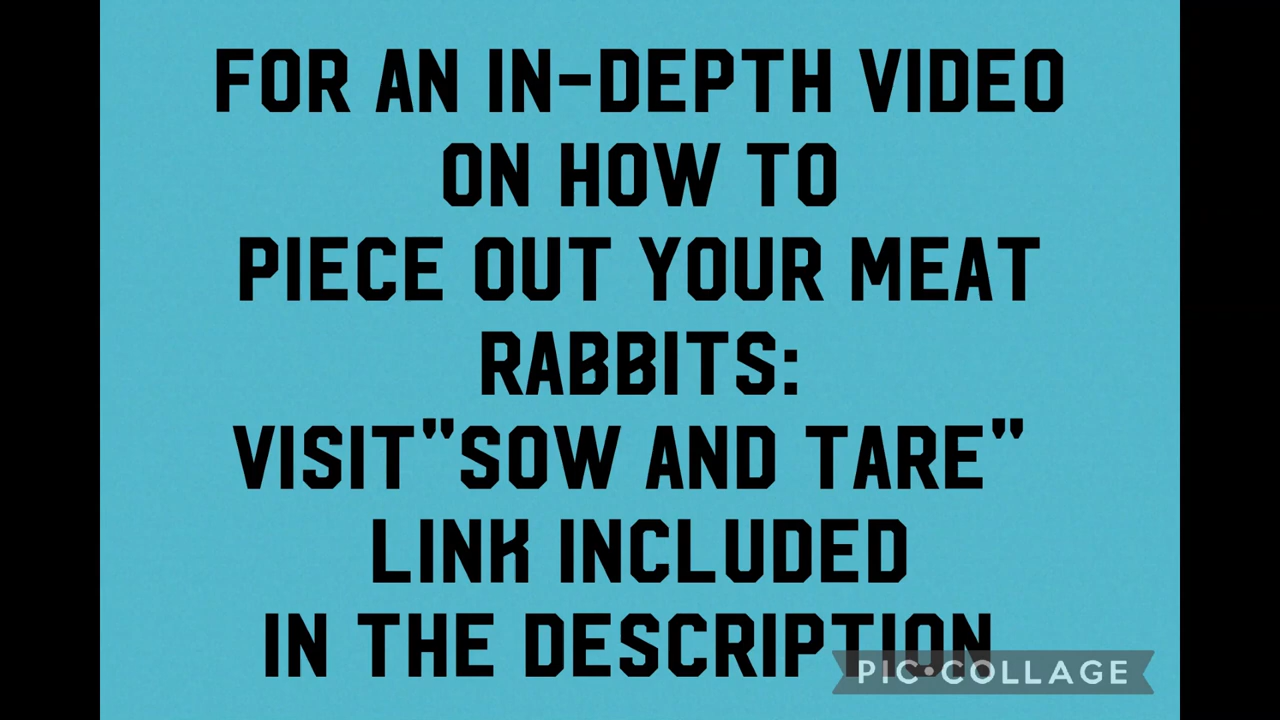 FOR AN IN-DEPTH VIDEO
ON HOW TO
PIECE OUT YOUR MEAT
RABBITS:
VISIT"SOW AND TARE"
LINK INCLUDED
IN THE DESCRIPTION
PIC•COLLAGE